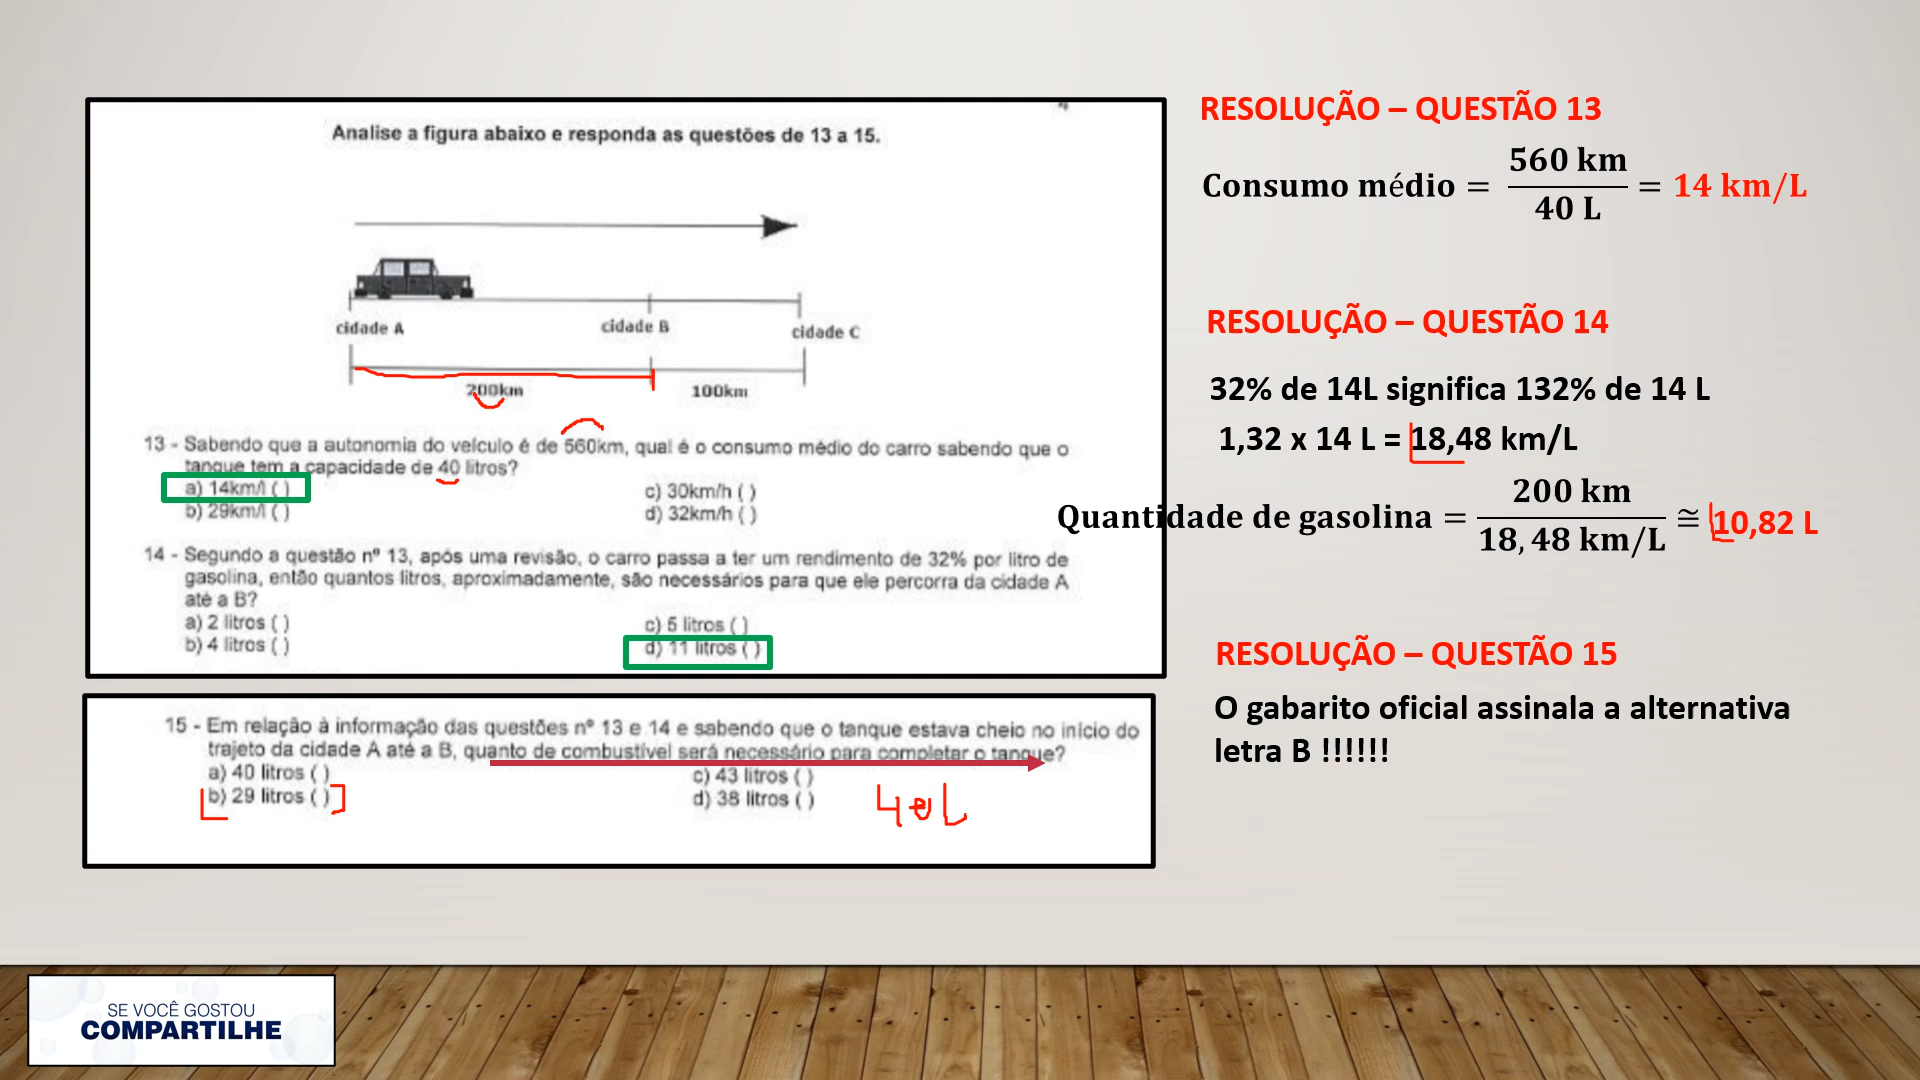 Analise a figura abaixo e responda as questões de 13 a 15.
cidade A
cidade B
cidade C
200km
100km
13 - Sabendo que a autonomia do veículo é de 560km, qual é o consumo médio do carro sabendo que o
tanque tem a capacidade de 40 litros?
a) 14km/l ( )
c) 30km/h ( )
b) 29km/l ( )
d) 32km/h ( )
14 - Segundo a questão nº 13, após uma revisão, o carro passa a ter um rendimento de 32% por litro de
gasolina, então quantos litros, aproximadamente, são necessários para que ele percorra da cidade A
até a B?
a) 2 litros ( )
c) 5 litros ( )
b) 4 litros ( )
d) 11 litros ( )
15 - Em relação à informação das questões nº 13 e 14 e sabendo que o tanque estava cheio no início do
trajeto da cidade A até a B, quanto de combustível será necessário para completar o tanque?
a) 40 litros ( )
c) 43 litros ( )
b) 29 litros ( )
d) 38 litros ( )
40L
RESOLUÇÃO – QUESTÃO 13
Consumo médio = 560 km / 40 L = 14 km/L
RESOLUÇÃO – QUESTÃO 14
32% de 14L significa 132% de 14 L
1,32 x 14 L = 18,48 km/L
Quantidade de gasolina = 200 km / 18,48 km/L ≅ 10,82 L
RESOLUÇÃO – QUESTÃO 15
O gabarito oficial assinala a alternativa
letra B !!!!!!
SE VOCÊ GOSTOU
COMPARTILHE